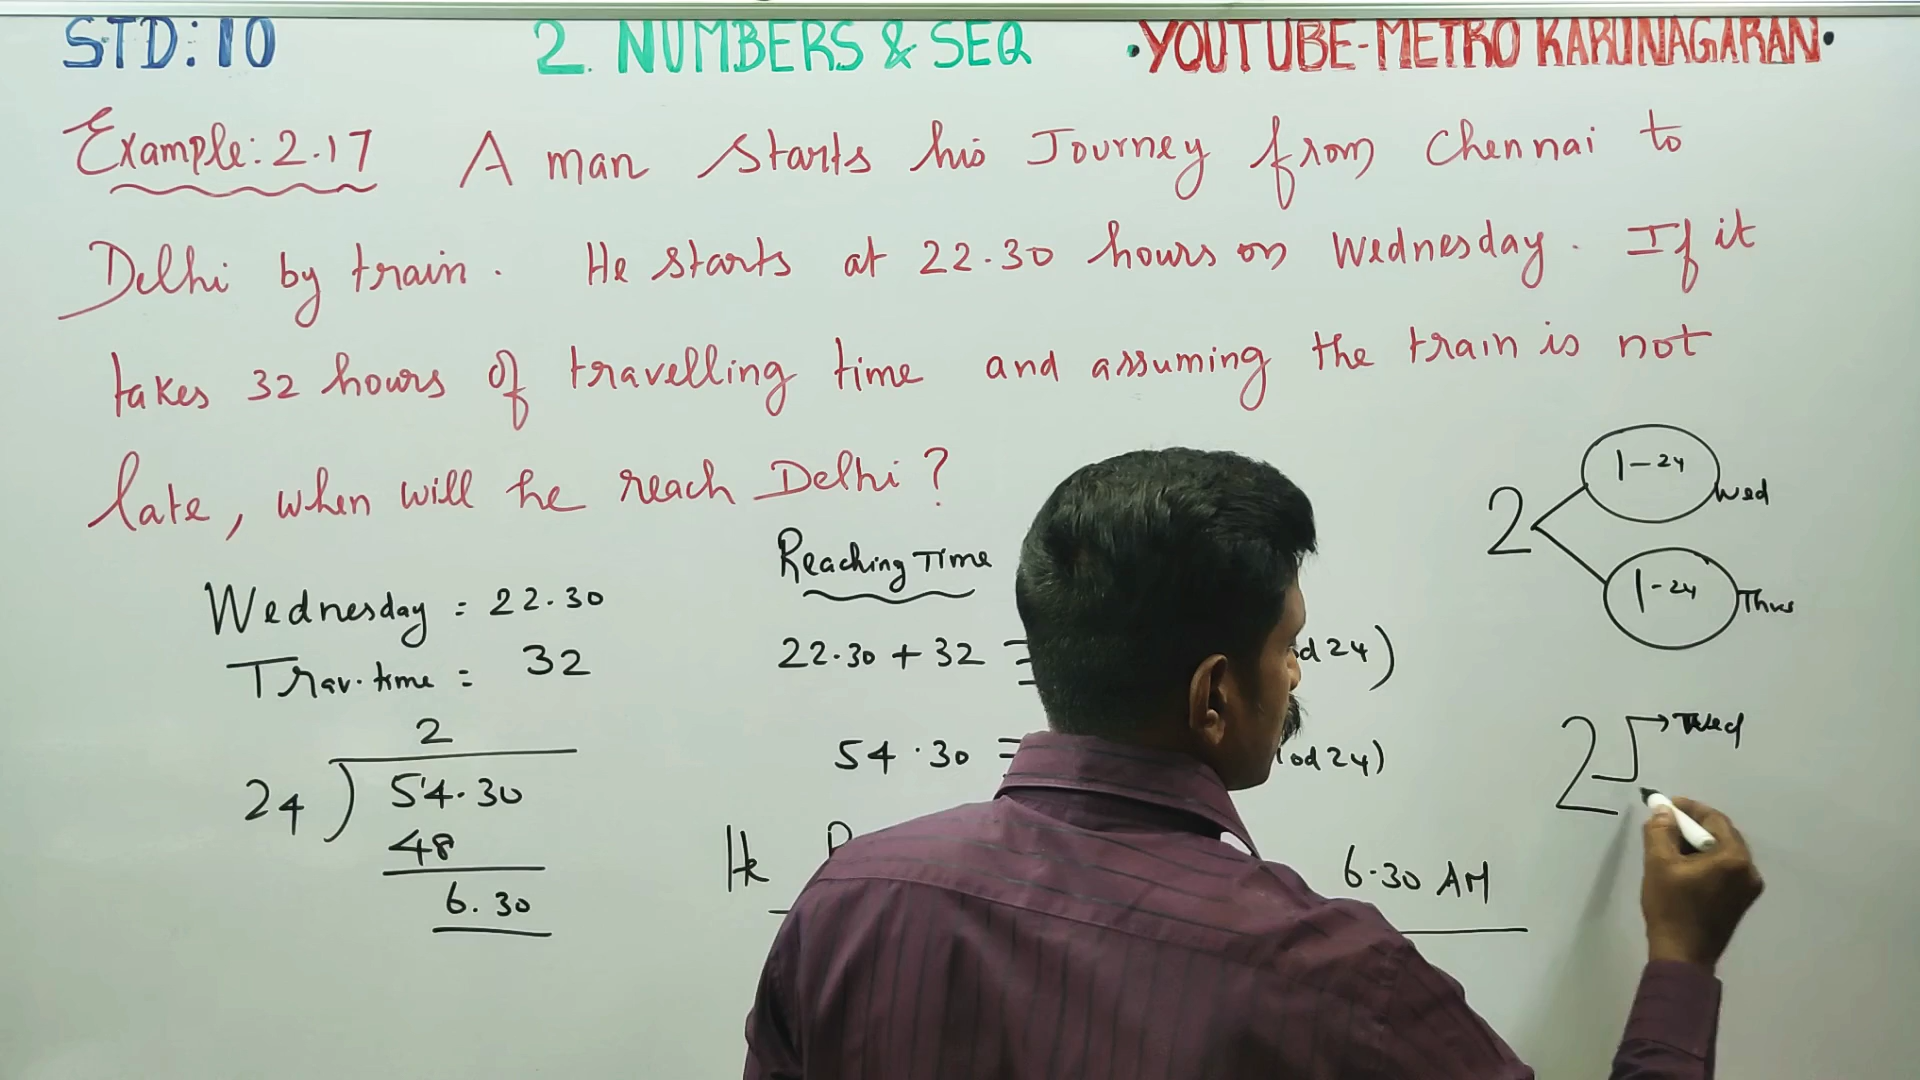 STD:10 2. NUMBERS & SEQ •YOUTUBE-METRO KARUNAGARAN•
Example: 2.17 A man starts his Journey from Chennai to
Delhi by train. He starts at 22.30 hours on Wednesday. If it
takes 32 hours of travelling time and assuming the train is not
late, when will he reach Delhi?
Wednesday = 22.30
Trav. time = 32
2
24 ) 54.30
48
6.30
Reaching Time
22.30 + 32 ≡ od 24)
54.30 ≡ od 24)
He 6.30 AM
2
1-24 Wed
1-24 Thus
2 → Wed